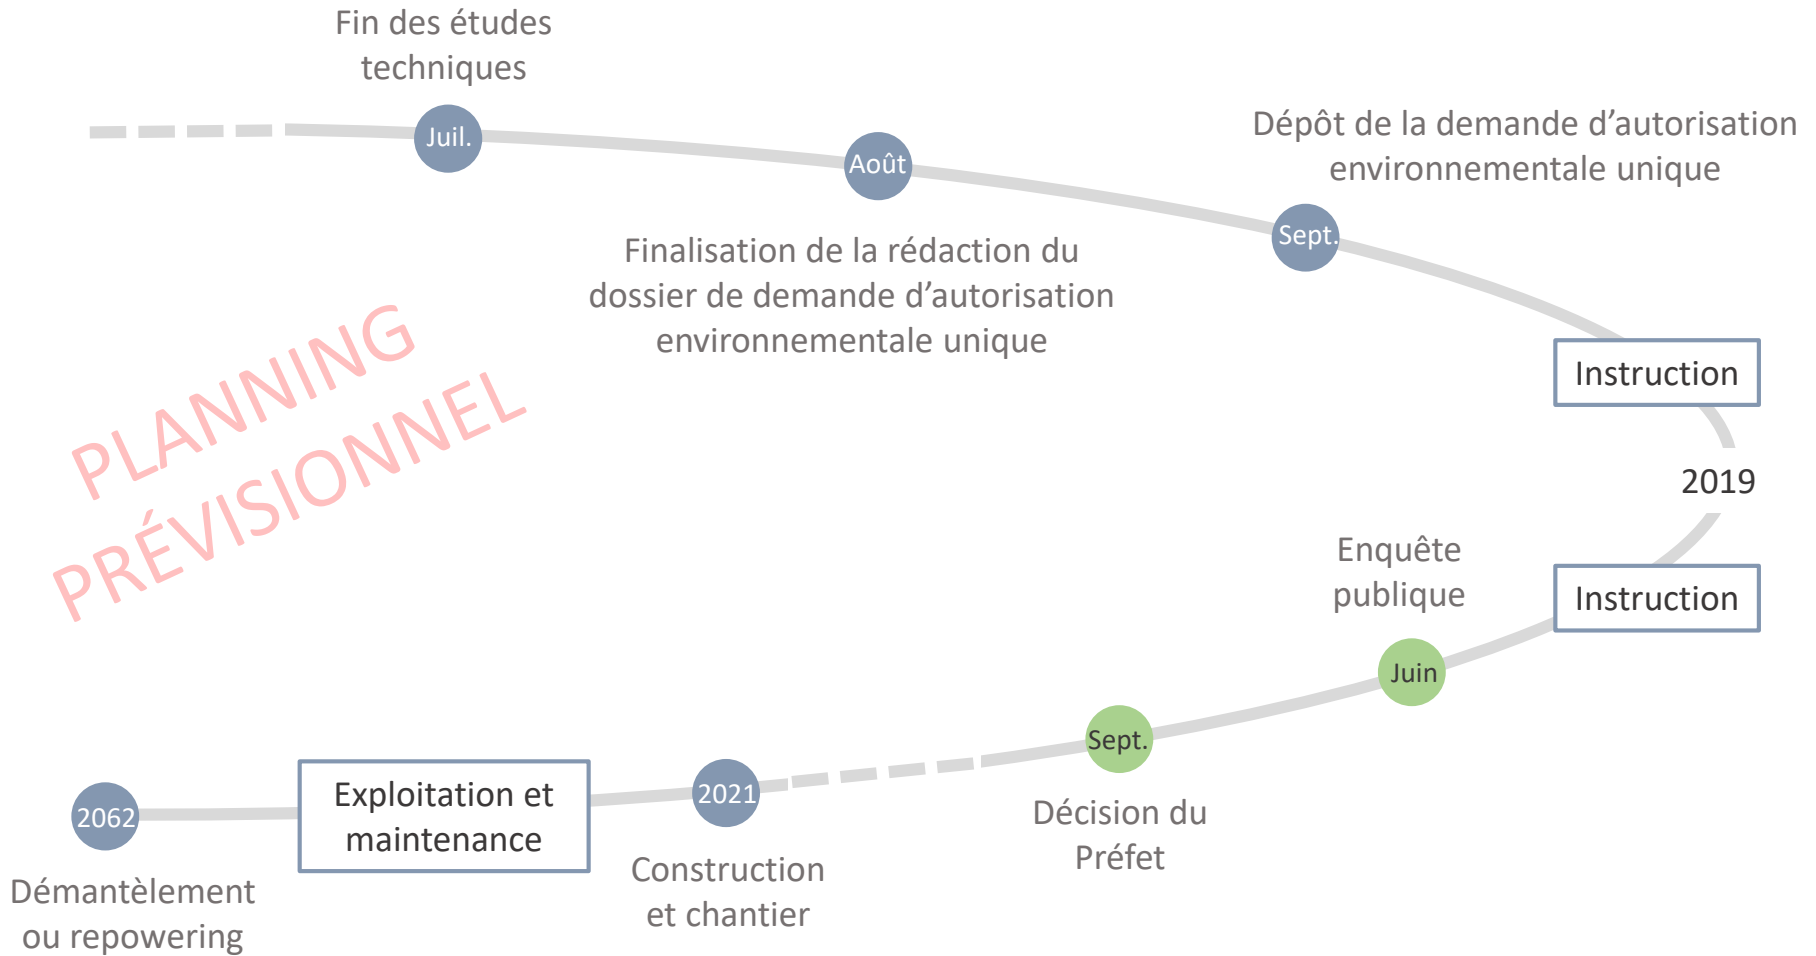 Fin des études
techniques
Juil.
Août
Finalisation de la rédaction du
dossier de demande d’autorisation
environnementale unique
Dépôt de la demande d’autorisation
environnementale unique
Sept.
Instruction
2019
Instruction
Enquête
publique
Juin
Sept.
Décision du
Préfet
2021
Construction
et chantier
Exploitation et
maintenance
2062
Démantèlement
ou repowering
PLANNING
PRÉVISIONNEL